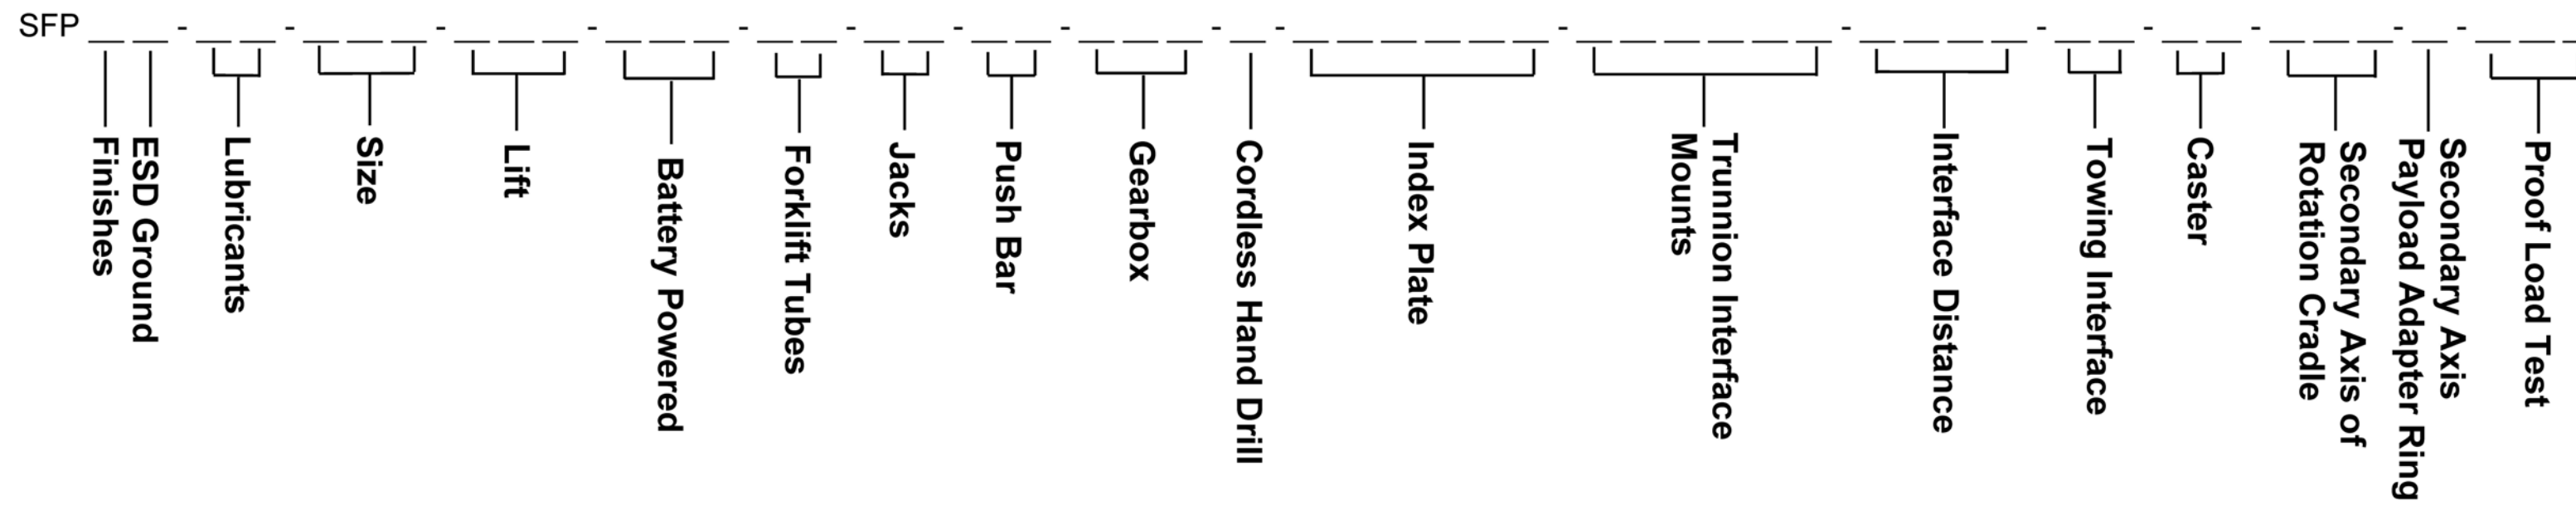 SFP __ __ - __ __ - __ __ __ - __ __ __ - __ __ __ - __ __ - __ __ - __ __ - __ __ __ - __ - __ __ __ __ __ __ - __ __ __ __ __ __ - __ __ __ __ - __ __ - __ __ - __ __ __ - __ - __ __ __
Finishes
ESD Ground
Lubricants
Size
Lift
Battery Powered
Forklift Tubes
Jacks
Push Bar
Gearbox
Cordless Hand Drill
Index Plate
Trunnion Interface
Mounts
Interface Distance
Towing Interface
Caster
Secondary Axis of
Rotation Cradle
Secondary Axis
Payload Adapter Ring
Proof Load Test